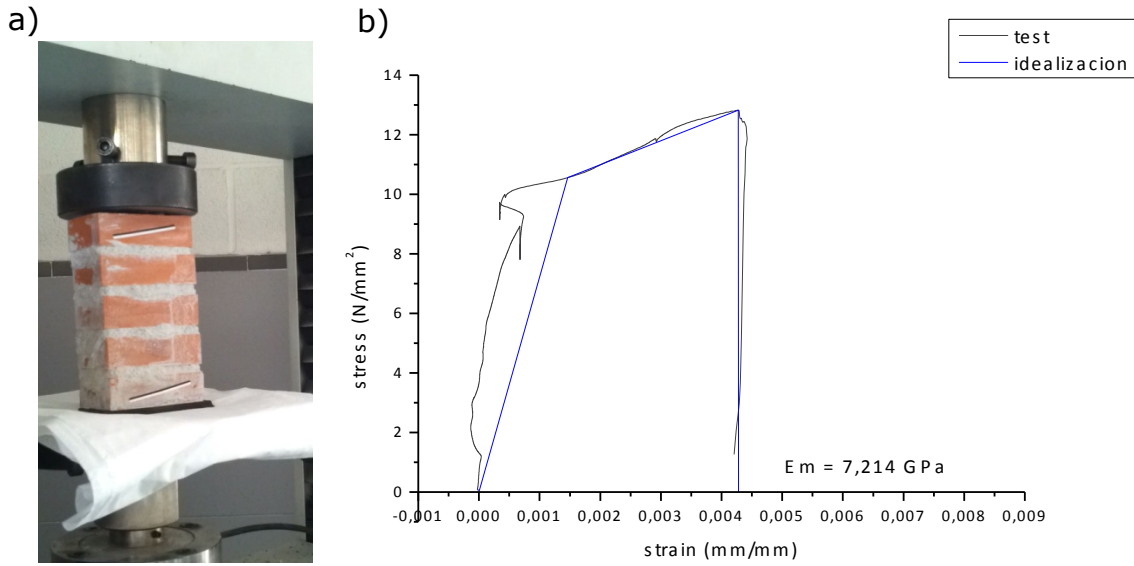 a)
b)
test
idealizacion
14
12
10
8
6
4
2
0
stress (N/mm²)
-0,001 0,000 0,001 0,002 0,003 0,004 0,005 0,006 0,007 0,008 0,009
strain (mm/mm)
Em = 7,214 GPa